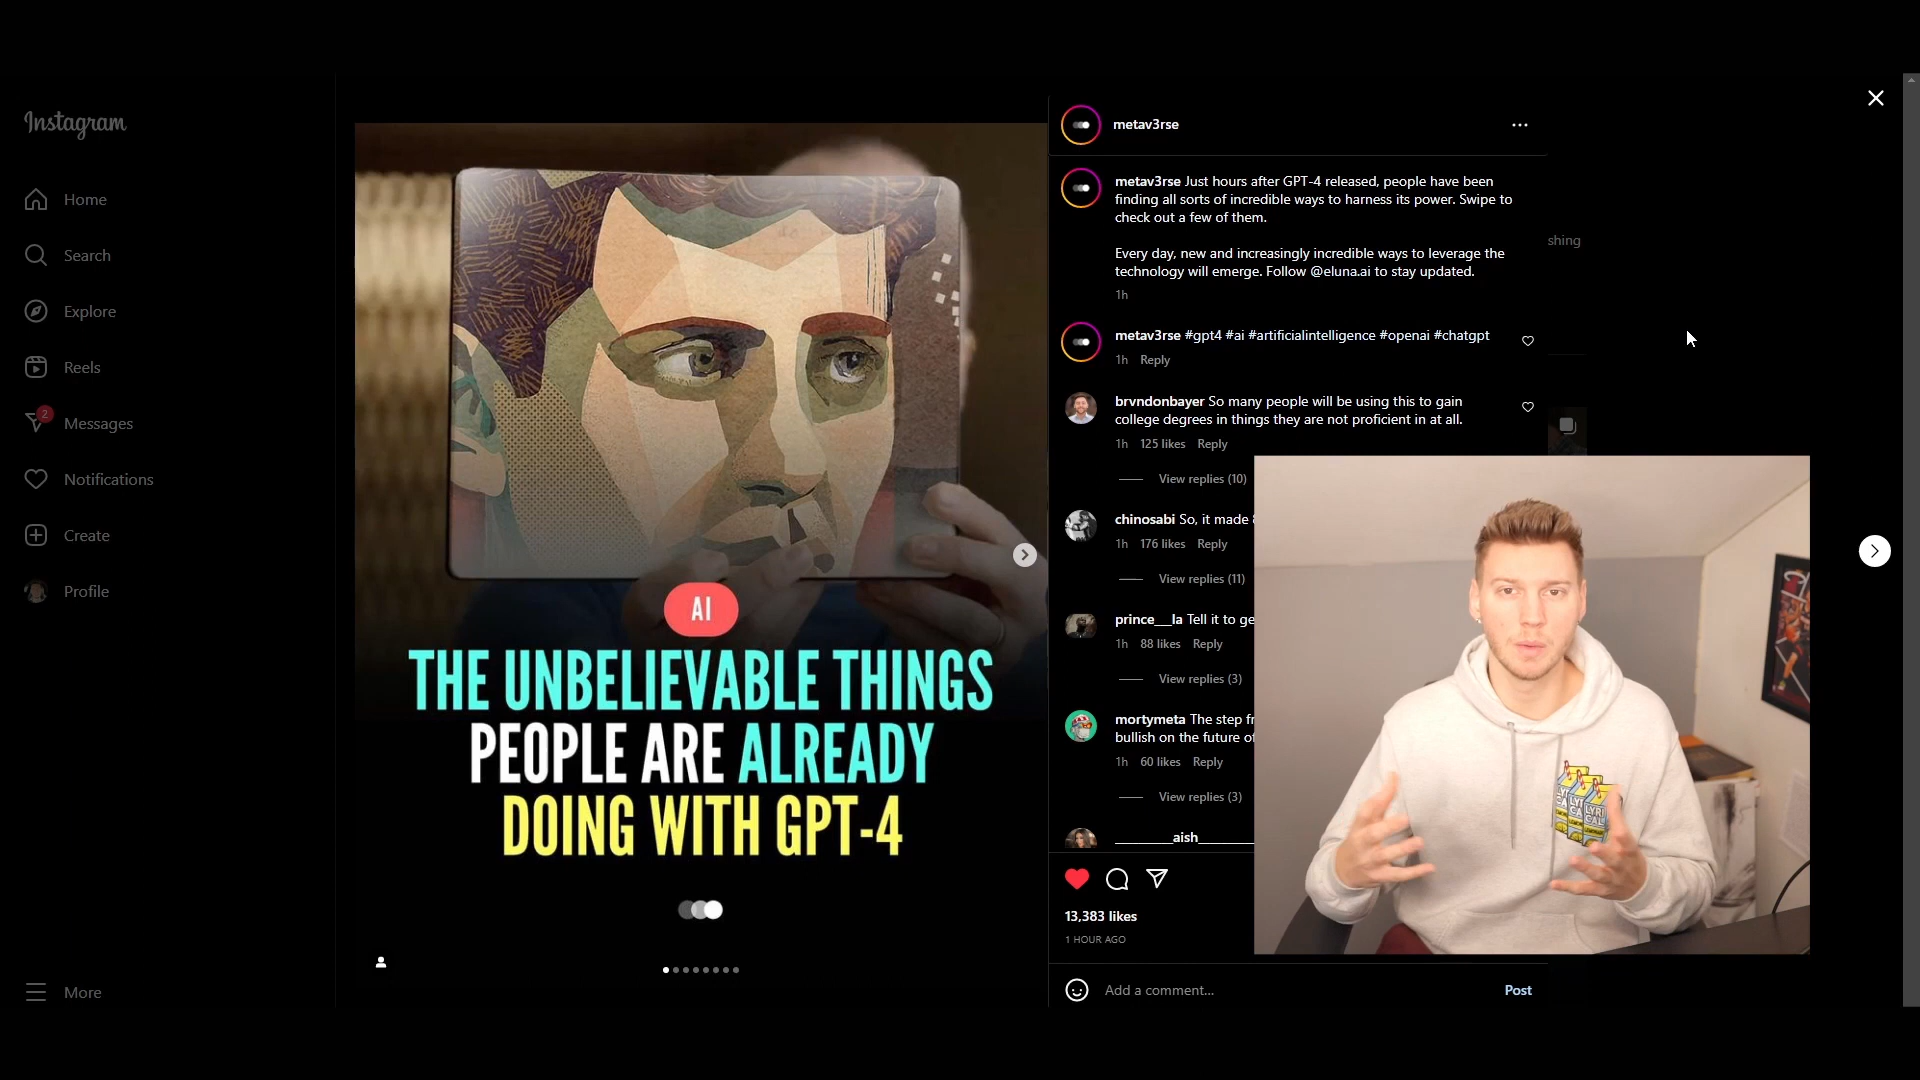 Instagram
Home
Search
Explore
Reels
2
Messages
Notifications
Create
Profile
More
AI
THE UNBELIEVABLE THINGS
PEOPLE ARE ALREADY
DOING WITH GPT-4
metav3rse
metav3rse Just hours after GPT-4 released, people have been
finding all sorts of incredible ways to harness its power. Swipe to
check out a few of them.
Every day, new and increasingly incredible ways to leverage the
technology will emerge. Follow @eluna.ai to stay updated.
1h
metav3rse #gpt4 #ai #artificialintelligence #openai #chatgpt
1h Reply
brvndonbayer So many people will be using this to gain
college degrees in things they are not proficient in at all.
1h 125 likes Reply
View replies (10)
chinosabi So, it made
1h 176 likes Reply
View replies (11)
prince___la Tell it to ge
1h 88 likes Reply
View replies (3)
mortymeta The step fr
bullish on the future of
1h 60 likes Reply
View replies (3)
__________aish__________
13,383 likes
1 HOUR AGO
Add a comment...
Post
shing
LYRICAL
LEMONADE